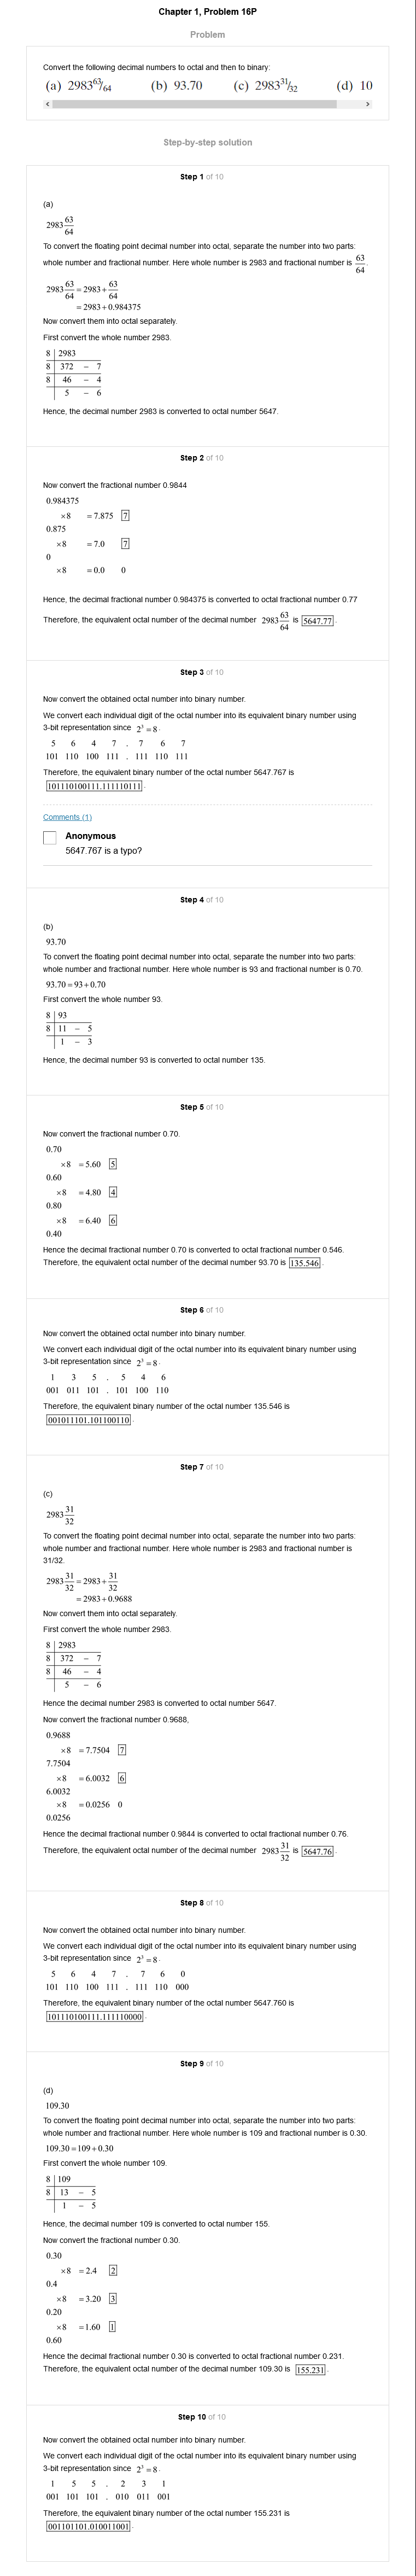 Chapter 1, Problem 16P
Problem
Convert the following decimal numbers to octal and then to binary:
(a) 2983 63/64 (b) 93.70 (c) 2983 31/32 (d) 10
Step-by-step solution
Step 1 of 10
(a)
2983 63/64
To convert the floating point decimal number into octal, separate the number into two parts:
whole number and fractional number. Here whole number is 2983 and fractional number is 63/64.
2983 63/64 = 2983 + 63/64
= 2983 + 0.984375
Now convert them into octal separately.
First convert the whole number 2983.
8 | 2983
8 | 372 − 7
8 | 46 − 4
| 5 − 6
Hence, the decimal number 2983 is converted to octal number 5647.
Step 2 of 10
Now convert the fractional number 0.9844
0.984375
×8 = 7.875 7
0.875
×8 = 7.0 7
0
×8 = 0.0 0
Hence, the decimal fractional number 0.984375 is converted to octal fractional number 0.77
Therefore, the equivalent octal number of the decimal number 2983 63/64 is 5647.77.
Step 3 of 10
Now convert the obtained octal number into binary number.
We convert each individual digit of the octal number into its equivalent binary number using
3-bit representation since 2³ = 8.
5 6 4 7 . 7 6 7
101 110 100 111 . 111 110 111
Therefore, the equivalent binary number of the octal number 5647.767 is
101110100111.111110111.
Comments (1)
Anonymous
5647.767 is a typo?
Step 4 of 10
(b)
93.70
To convert the floating point decimal number into octal, separate the number into two parts:
whole number and fractional number. Here whole number is 93 and fractional number is 0.70.
93.70 = 93 + 0.70
First convert the whole number 93.
8 | 93
8 | 11 − 5
| 1 − 3
Hence, the decimal number 93 is converted to octal number 135.
Step 5 of 10
Now convert the fractional number 0.70.
0.70
×8 = 5.60 5
0.60
×8 = 4.80 4
0.80
×8 = 6.40 6
0.40
Hence the decimal fractional number 0.70 is converted to octal fractional number 0.546.
Therefore, the equivalent octal number of the decimal number 93.70 is 135.546.
Step 6 of 10
Now convert the obtained octal number into binary number.
We convert each individual digit of the octal number into its equivalent binary number using
3-bit representation since 2³ = 8.
1 3 5 . 5 4 6
001 011 101 . 101 100 110
Therefore, the equivalent binary number of the octal number 135.546 is
001011101.101100110.
Step 7 of 10
(c)
2983 31/32
To convert the floating point decimal number into octal, separate the number into two parts:
whole number and fractional number. Here whole number is 2983 and fractional number is
31/32.
2983 31/32 = 2983 + 31/32
= 2983 + 0.9688
Now convert them into octal separately.
First convert the whole number 2983.
8 | 2983
8 | 372 − 7
8 | 46 − 4
| 5 − 6
Hence the decimal number 2983 is converted to octal number 5647.
Now convert the fractional number 0.9688,
0.9688
×8 = 7.7504 7
7.7504
×8 = 6.0032 6
6.0032
×8 = 0.0256 0
0.0256
Hence the decimal fractional number 0.9844 is converted to octal fractional number 0.76.
Therefore, the equivalent octal number of the decimal number 2983 31/32 is 5647.76.
Step 8 of 10
Now convert the obtained octal number into binary number.
We convert each individual digit of the octal number into its equivalent binary number using
3-bit representation since 2³ = 8.
5 6 4 7 . 7 6 0
101 110 100 111 . 111 110 000
Therefore, the equivalent binary number of the octal number 5647.760 is
101110100111.111110000.
Step 9 of 10
(d)
109.30
To convert the floating point decimal number into octal, separate the number into two parts:
whole number and fractional number. Here whole number is 109 and fractional number is 0.30.
109.30 = 109 + 0.30
First convert the whole number 109.
8 | 109
8 | 13 − 5
| 1 − 5
Hence, the decimal number 109 is converted to octal number 155.
Now convert the fractional number 0.30.
0.30
×8 = 2.4 2
0.4
×8 = 3.20 3
0.20
×8 = 1.60 1
0.60
Hence the decimal fractional number 0.30 is converted to octal fractional number 0.231.
Therefore, the equivalent octal number of the decimal number 109.30 is 155.231.
Step 10 of 10
Now convert the obtained octal number into binary number.
We convert each individual digit of the octal number into its equivalent binary number using
3-bit representation since 2³ = 8.
1 5 5 . 2 3 1
001 101 101 . 010 011 001
Therefore, the equivalent binary number of the octal number 155.231 is
001101101.010011001.